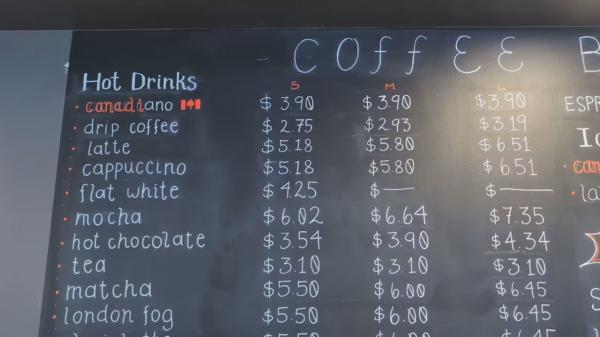 COFFEE B
Hot Drinks S M L
canadiano $3.90 $3.90 $3.90 ESPR
drip coffee $2.75 $2.93 $3.19
latte $5.18 $5.80 $6.51
cappuccino $5.18 $5.80 $6.51 can
flat white $4.25 $— $— la
mocha $6.02 $6.64 $7.35
hot chocolate $3.54 $3.90 $4.34
tea $3.10 $3.10 $3.10
matcha $5.50 $6.00 $6.45
london fog $5.50 $6.00 $6.45